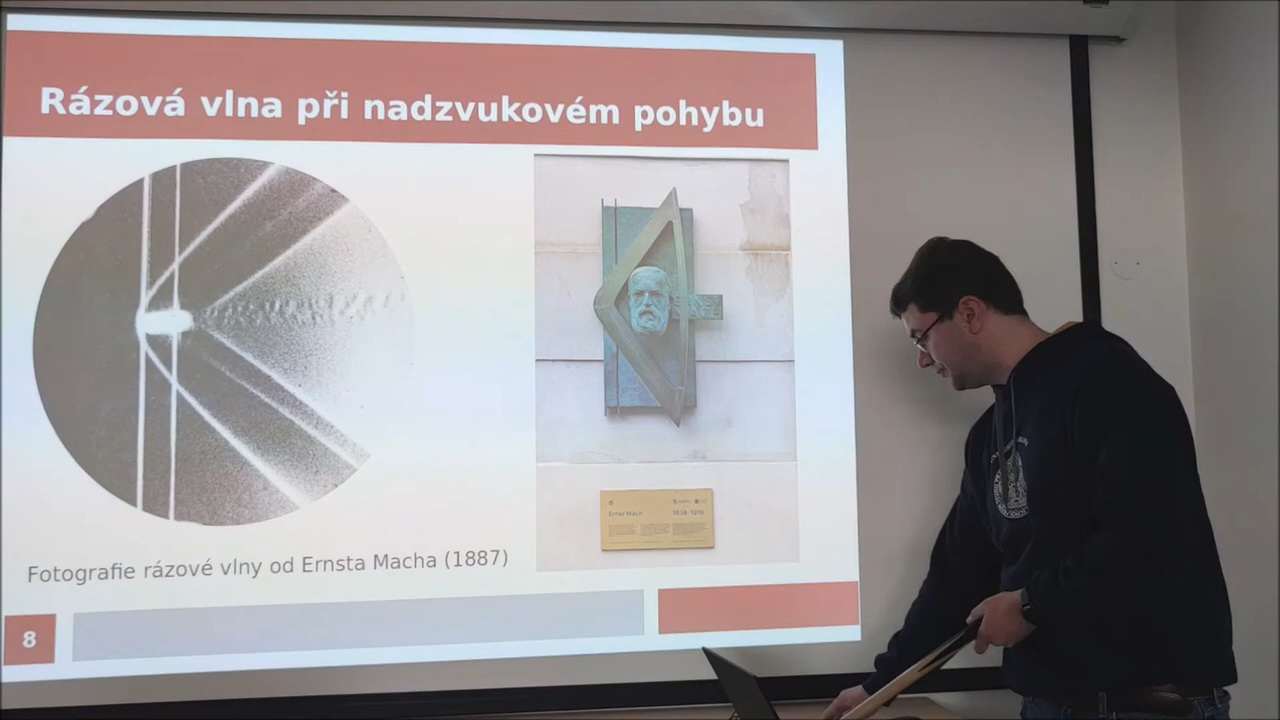 Rázová vlna při nadzvukovém pohybu
Ernst Mach
1838–1916
Fotografie rázové vlny od Ernsta Macha (1887)
8